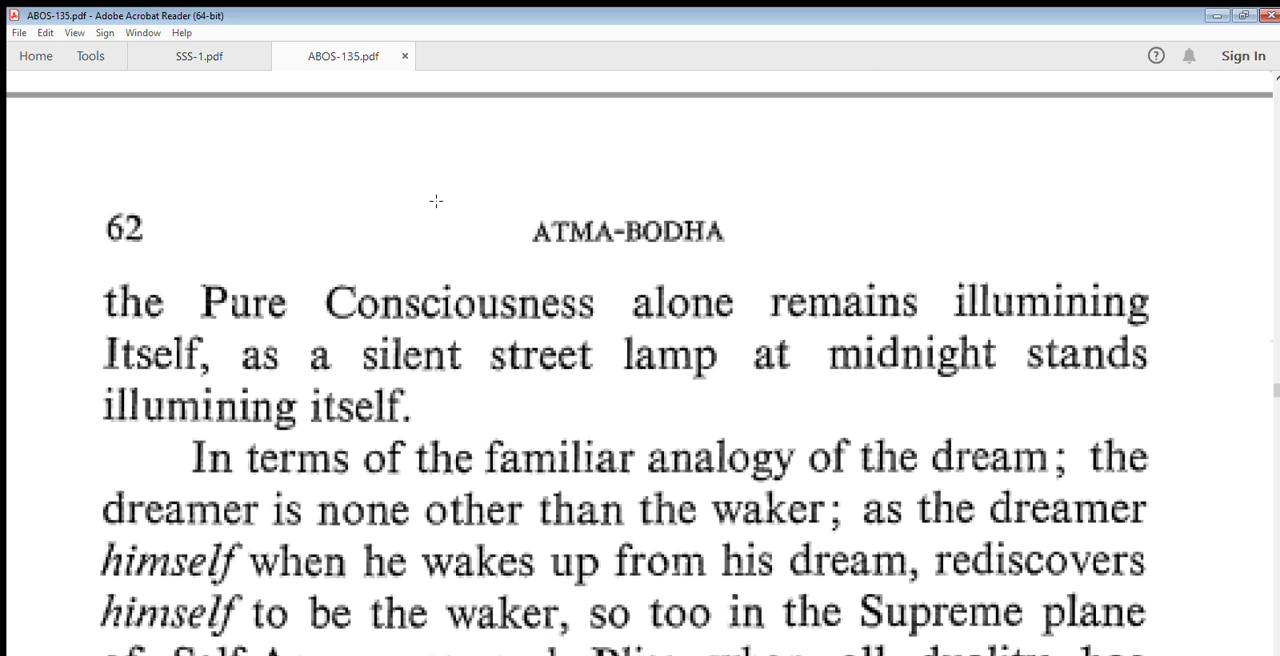 ABOS-135.pdf - Adobe Acrobat Reader (64-bit)
File Edit View Sign Window Help
Home Tools SSS-1.pdf ABOS-135.pdf × Sign In
62 ATMA-BODHA
the Pure Consciousness alone remains illumining
Itself, as a silent street lamp at midnight stands
illumining itself.
In terms of the familiar analogy of the dream; the
dreamer is none other than the waker; as the dreamer
himself when he wakes up from his dream, rediscovers
himself to be the waker, so too in the Supreme plane